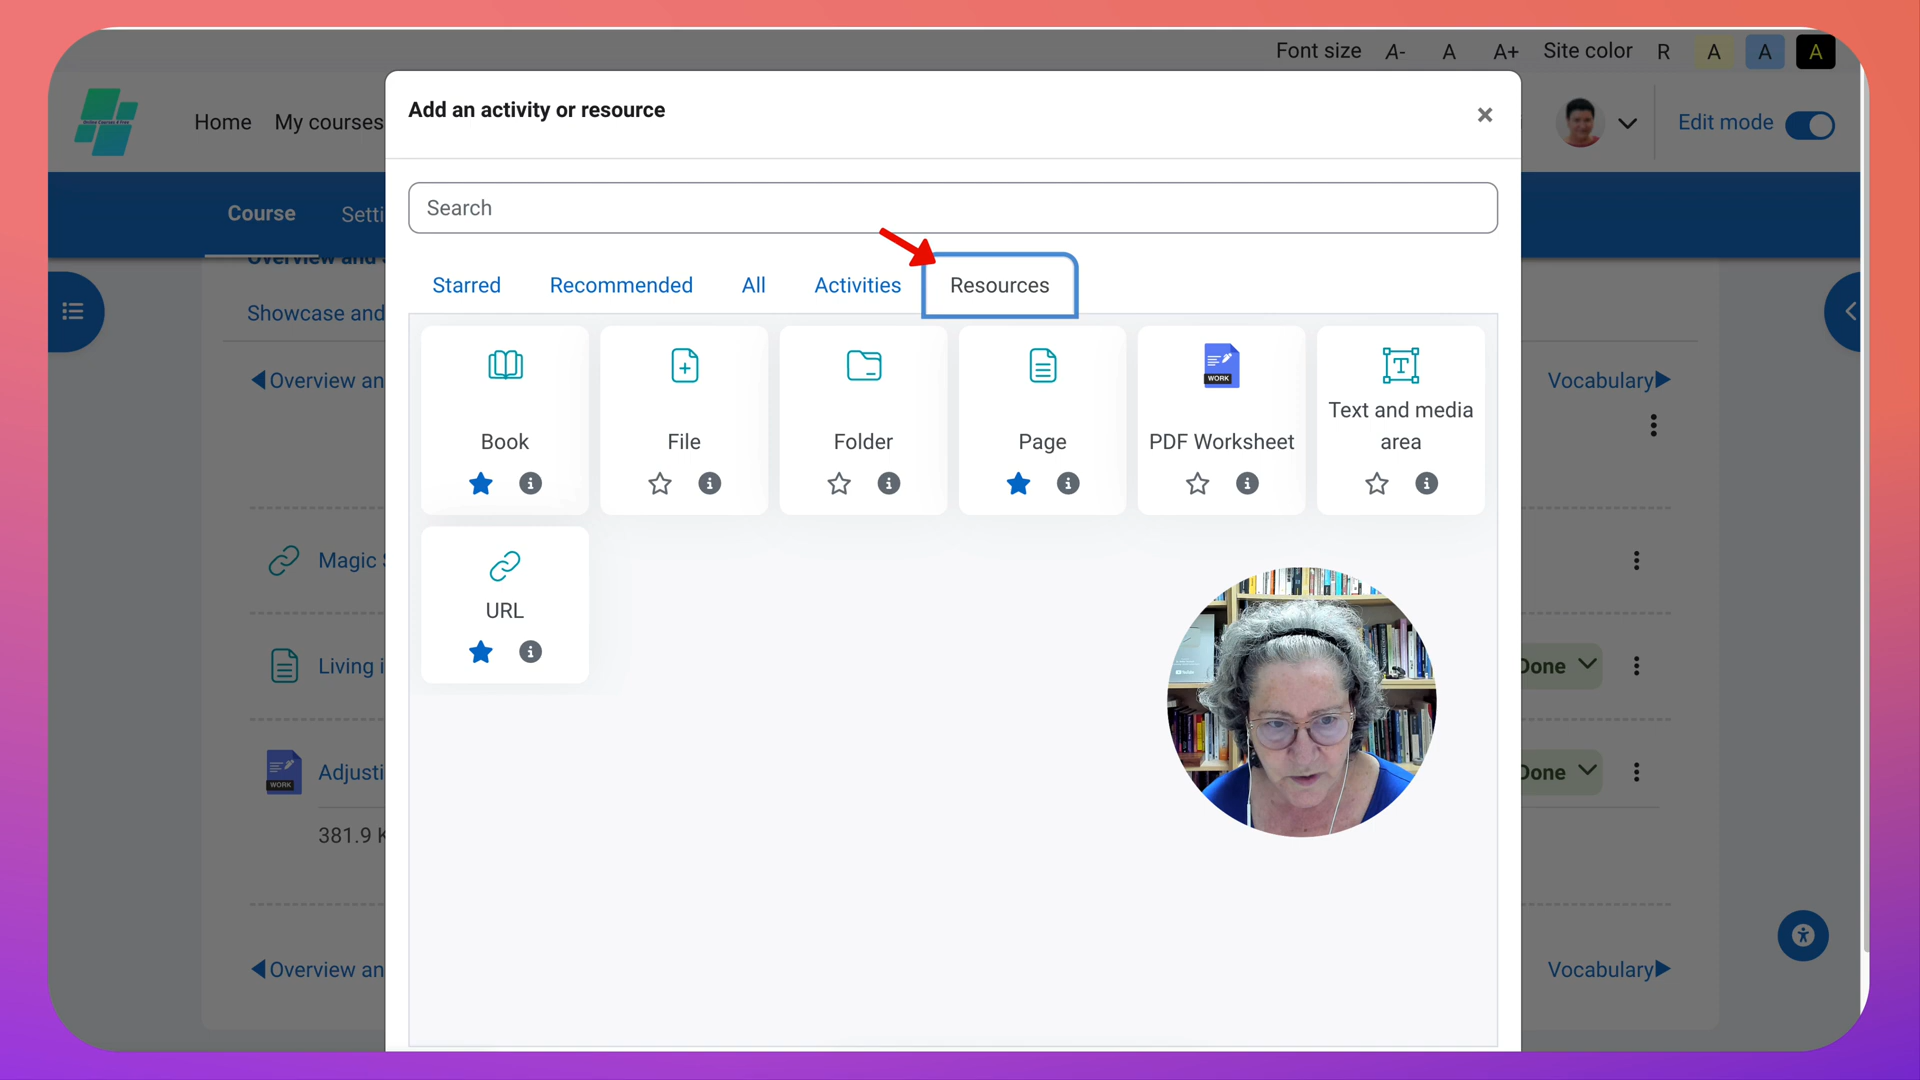 Font size A- A A+ Site color R A A A
Add an activity or resource
×
Home My courses
Edit mode
Search
Course Setti
Starred Recommended All Activities Resources
Overview and
Showcase and
Book
File
Folder
Page
WORK
PDF Worksheet
Text and media
area
Overview an
Vocabulary
Magic
URL
Living i
Done
WORK
Adjusti
Done
381.9 K
Overview an
Vocabulary